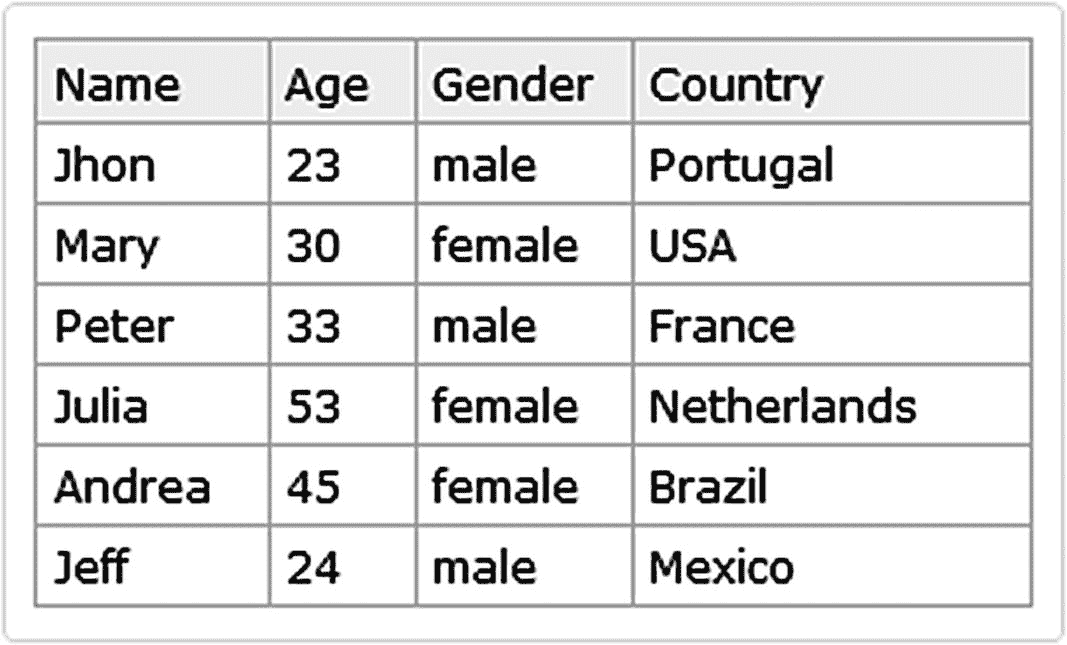 Name Age Gender Country
Jhon 23 male Portugal
Mary 30 female USA
Peter 33 male France
Julia 53 female Netherlands
Andrea 45 female Brazil
Jeff 24 male Mexico